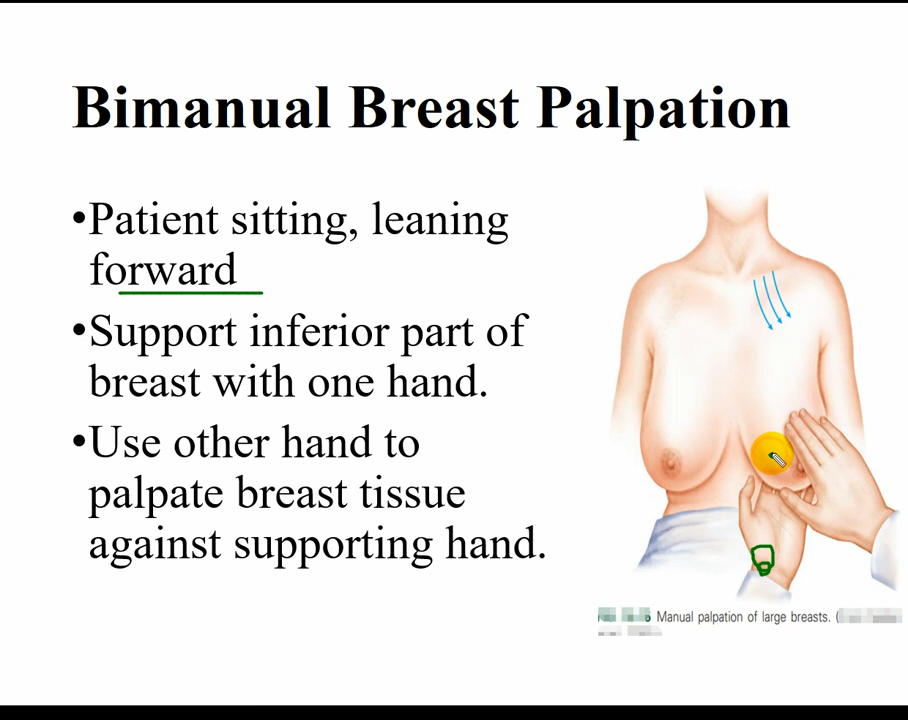 Bimanual Breast Palpation
•Patient sitting, leaning
forward
•Support inferior part of
breast with one hand.
•Use other hand to
palpate breast tissue
against supporting hand.
Manual palpation of large breasts. (